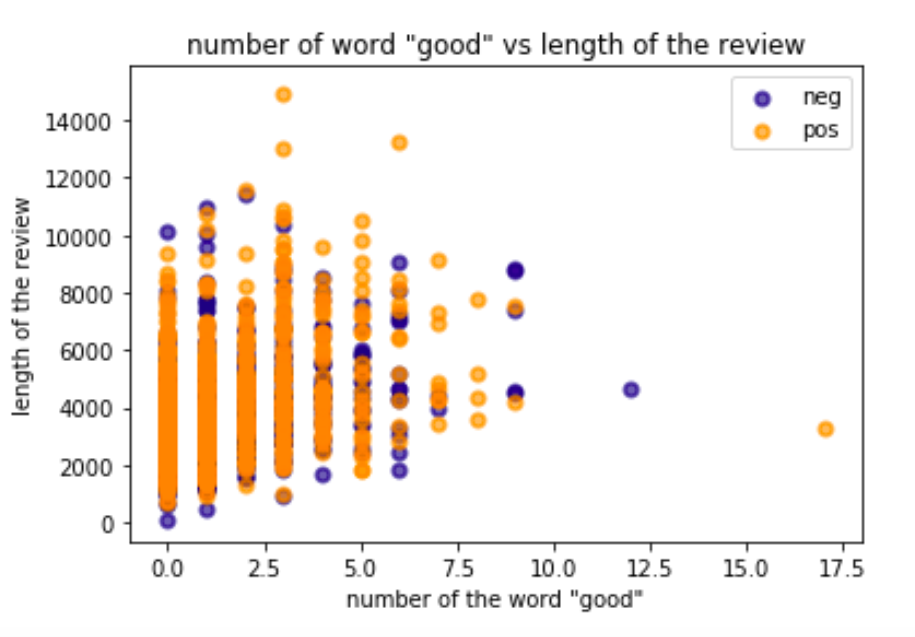 number of word "good" vs length of the review
neg
pos
length of the review
14000
12000
10000
8000
6000
4000
2000
0
0.0 2.5 5.0 7.5 10.0 12.5 15.0 17.5
number of the word "good"